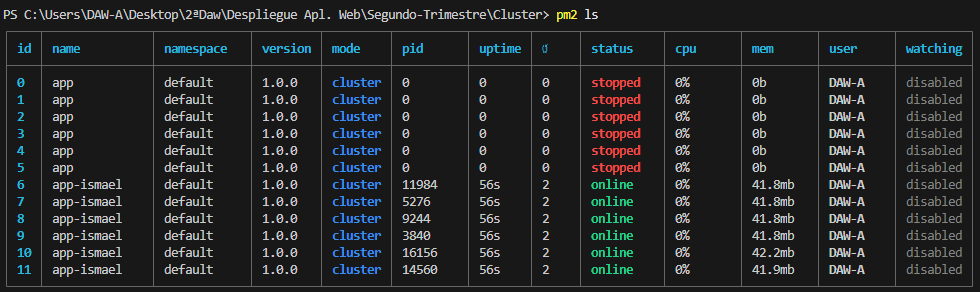 PS C:\Users\DAW-A\Desktop\2ªDaw\Despliegue Apl. Web\Segundo-Trimestre\Cluster> pm2 ls
id name namespace version mode pid uptime ↺ status cpu mem user watching
0 app default 1.0.0 cluster 0 0 0 stopped 0% 0b DAW-A disabled
1 app default 1.0.0 cluster 0 0 0 stopped 0% 0b DAW-A disabled
2 app default 1.0.0 cluster 0 0 0 stopped 0% 0b DAW-A disabled
3 app default 1.0.0 cluster 0 0 0 stopped 0% 0b DAW-A disabled
4 app default 1.0.0 cluster 0 0 0 stopped 0% 0b DAW-A disabled
5 app default 1.0.0 cluster 0 0 0 stopped 0% 0b DAW-A disabled
6 app-ismael default 1.0.0 cluster 11984 56s 2 online 0% 41.8mb DAW-A disabled
7 app-ismael default 1.0.0 cluster 5276 56s 2 online 0% 41.8mb DAW-A disabled
8 app-ismael default 1.0.0 cluster 9244 56s 2 online 0% 41.8mb DAW-A disabled
9 app-ismael default 1.0.0 cluster 3840 56s 2 online 0% 41.8mb DAW-A disabled
10 app-ismael default 1.0.0 cluster 16156 56s 2 online 0% 42.2mb DAW-A disabled
11 app-ismael default 1.0.0 cluster 14560 56s 2 online 0% 41.9mb DAW-A disabled